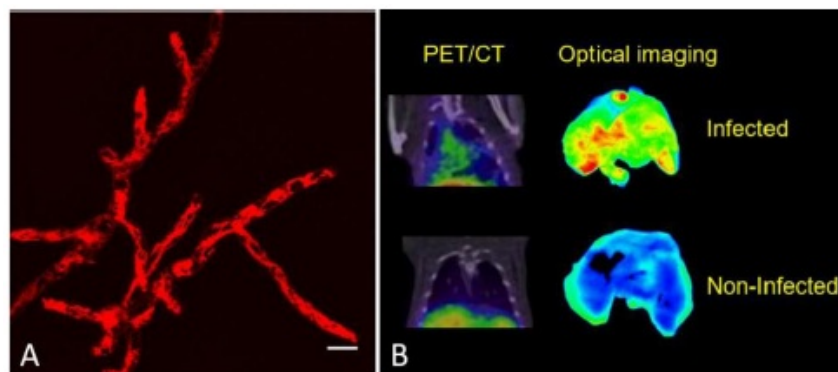 A
B
PET/CT
Optical imaging
Infected
Non-Infected